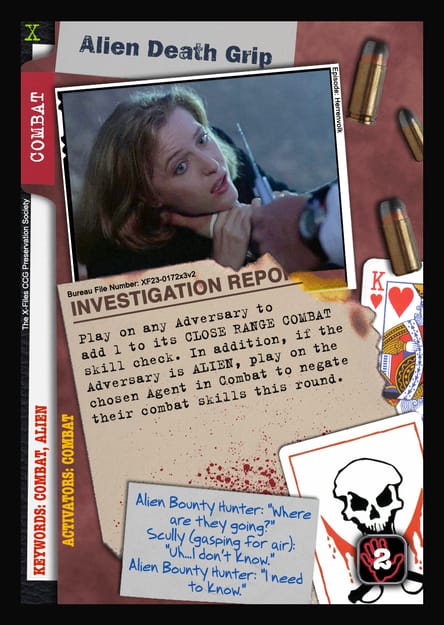 X
Alien Death Grip
COMBAT
Episode: Herrenvolk
The X-Files CCG Preservation Society
Bureau File Number: XF23-0172x3v2
INVESTIGATION REPO
Play on any Adversary to
add 1 to its CLOSE RANGE COMBAT
skill check. In addition, if the
Adversary is ALIEN, play on the
chosen Agent in Combat to negate
their combat skills this round.
K
KEYWORDS: COMBAT, ALIEN
ACTIVATORS: COMBAT
Alien Bounty Hunter: "Where
are they going?"
Scully (gasping for air):
"Uh...I don't know."
Alien Bounty Hunter: "I need
to know."
2